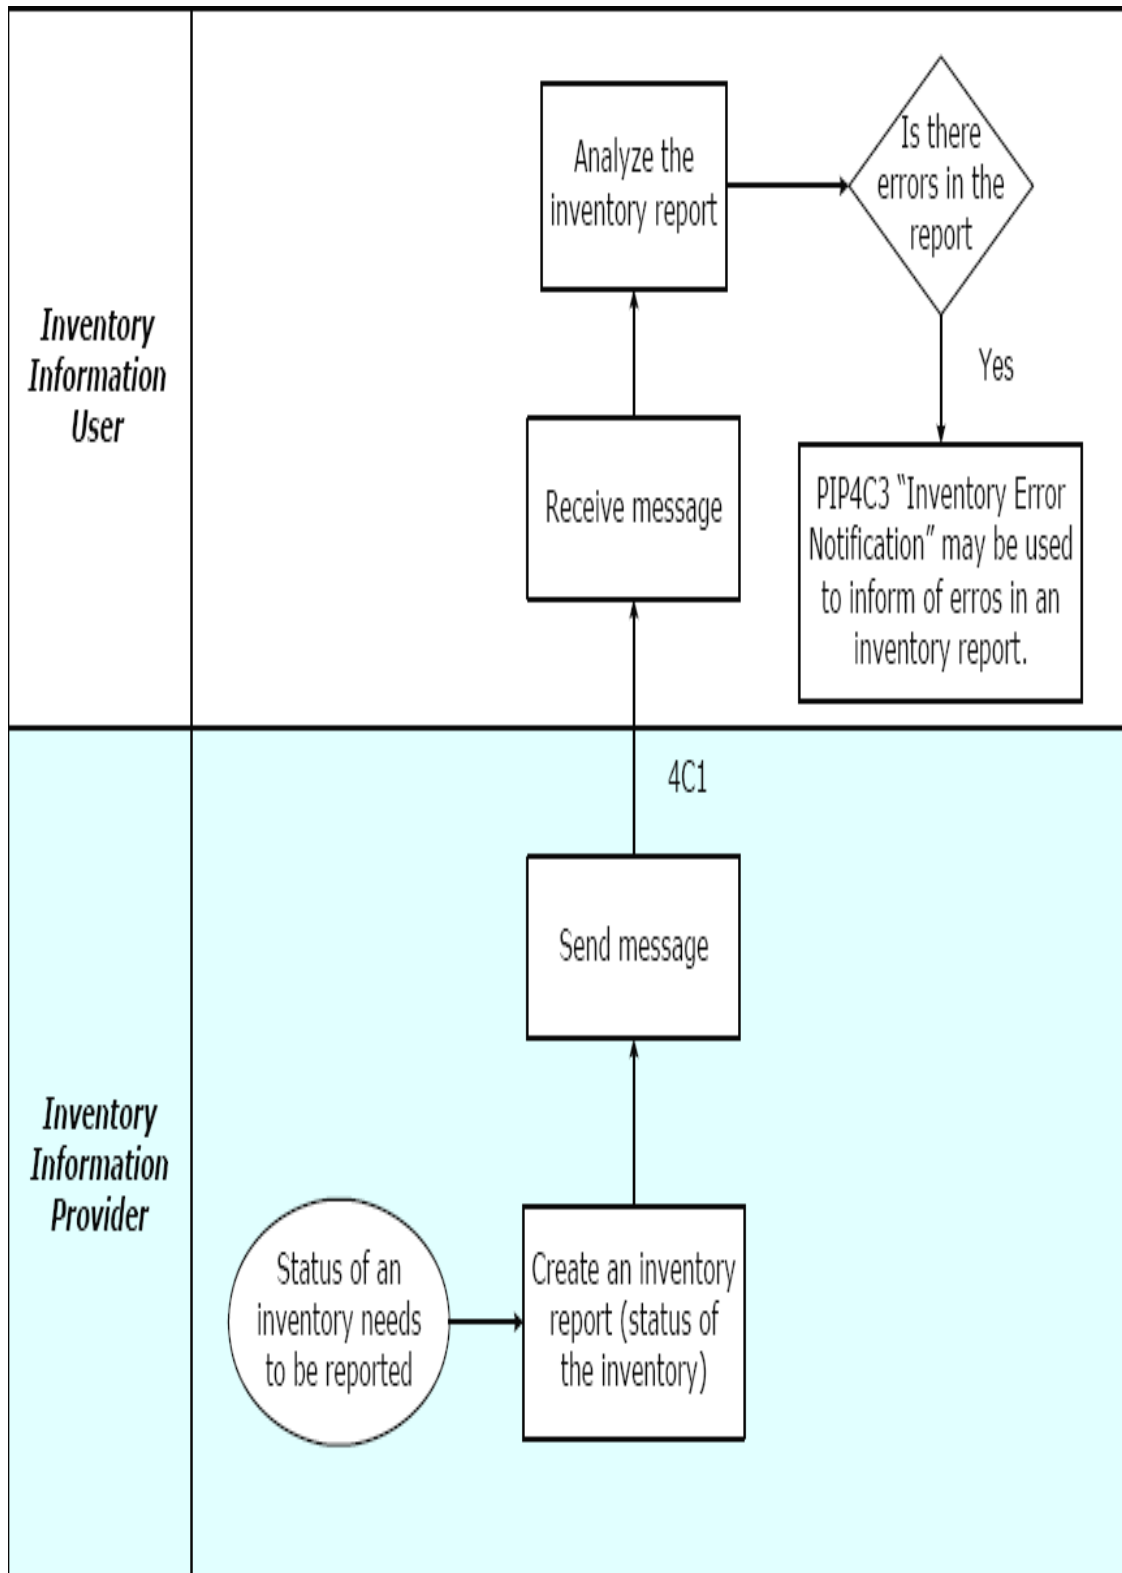 Inventory
Information
User
Analyze the
inventory report
Is there
errors in the
report
Yes
Receive message
PIP4C3 “Inventory Error
Notification” may be used
to inform of erros in an
inventory report.
4C1
Send message
Inventory
Information
Provider
Status of an
inventory needs
to be reported
Create an inventory
report (status of
the inventory)